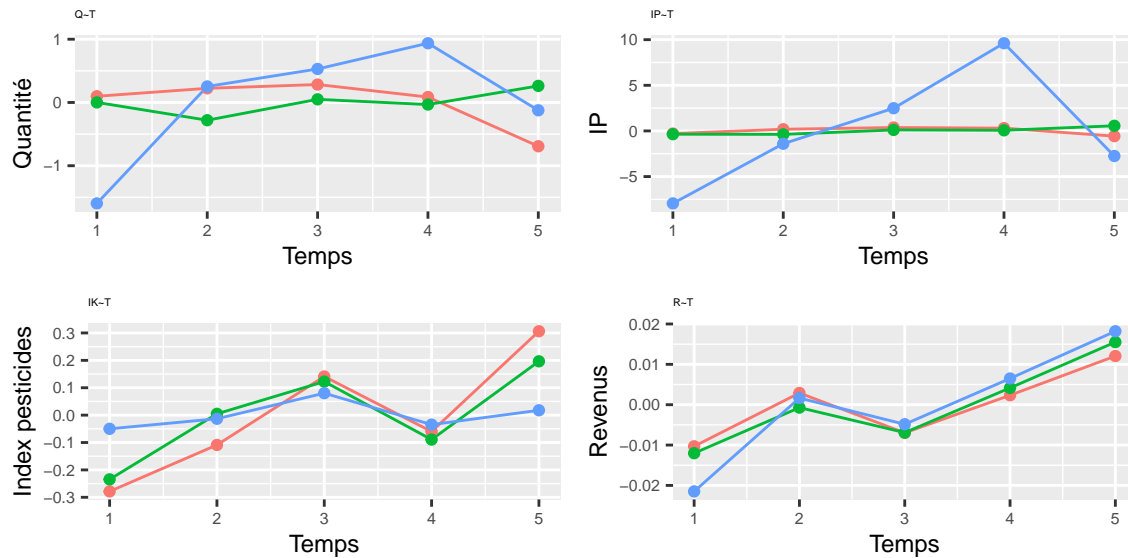 Q~T
Quantité
1
0
−1
1 2 3 4 5
Temps
IP~T
IP
10
5
0
−5
1 2 3 4 5
Temps
IK~T
Index pesticides
0.3
0.2
0.1
0.0
−0.1
−0.2
−0.3
1 2 3 4 5
Temps
R~T
Revenus
0.02
0.01
0.00
−0.01
−0.02
1 2 3 4 5
Temps